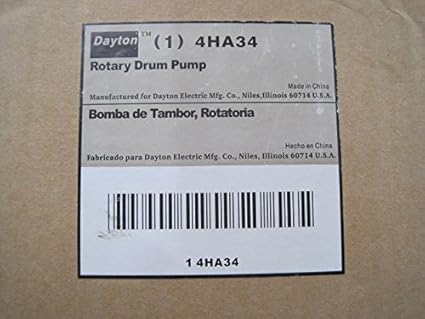 Dayton™ (1) 4HA34
Rotary Drum Pump
Made in China
Manufactured for Dayton Electric Mfg. Co., Niles,Illinois 60714 U.S.A.
Bomba de Tambor, Rotatoria
Hecho en China
Fabricado para Dayton Electric Mfg. Co., Niles, Illinois 60714 U.S.A.
1 4HA34